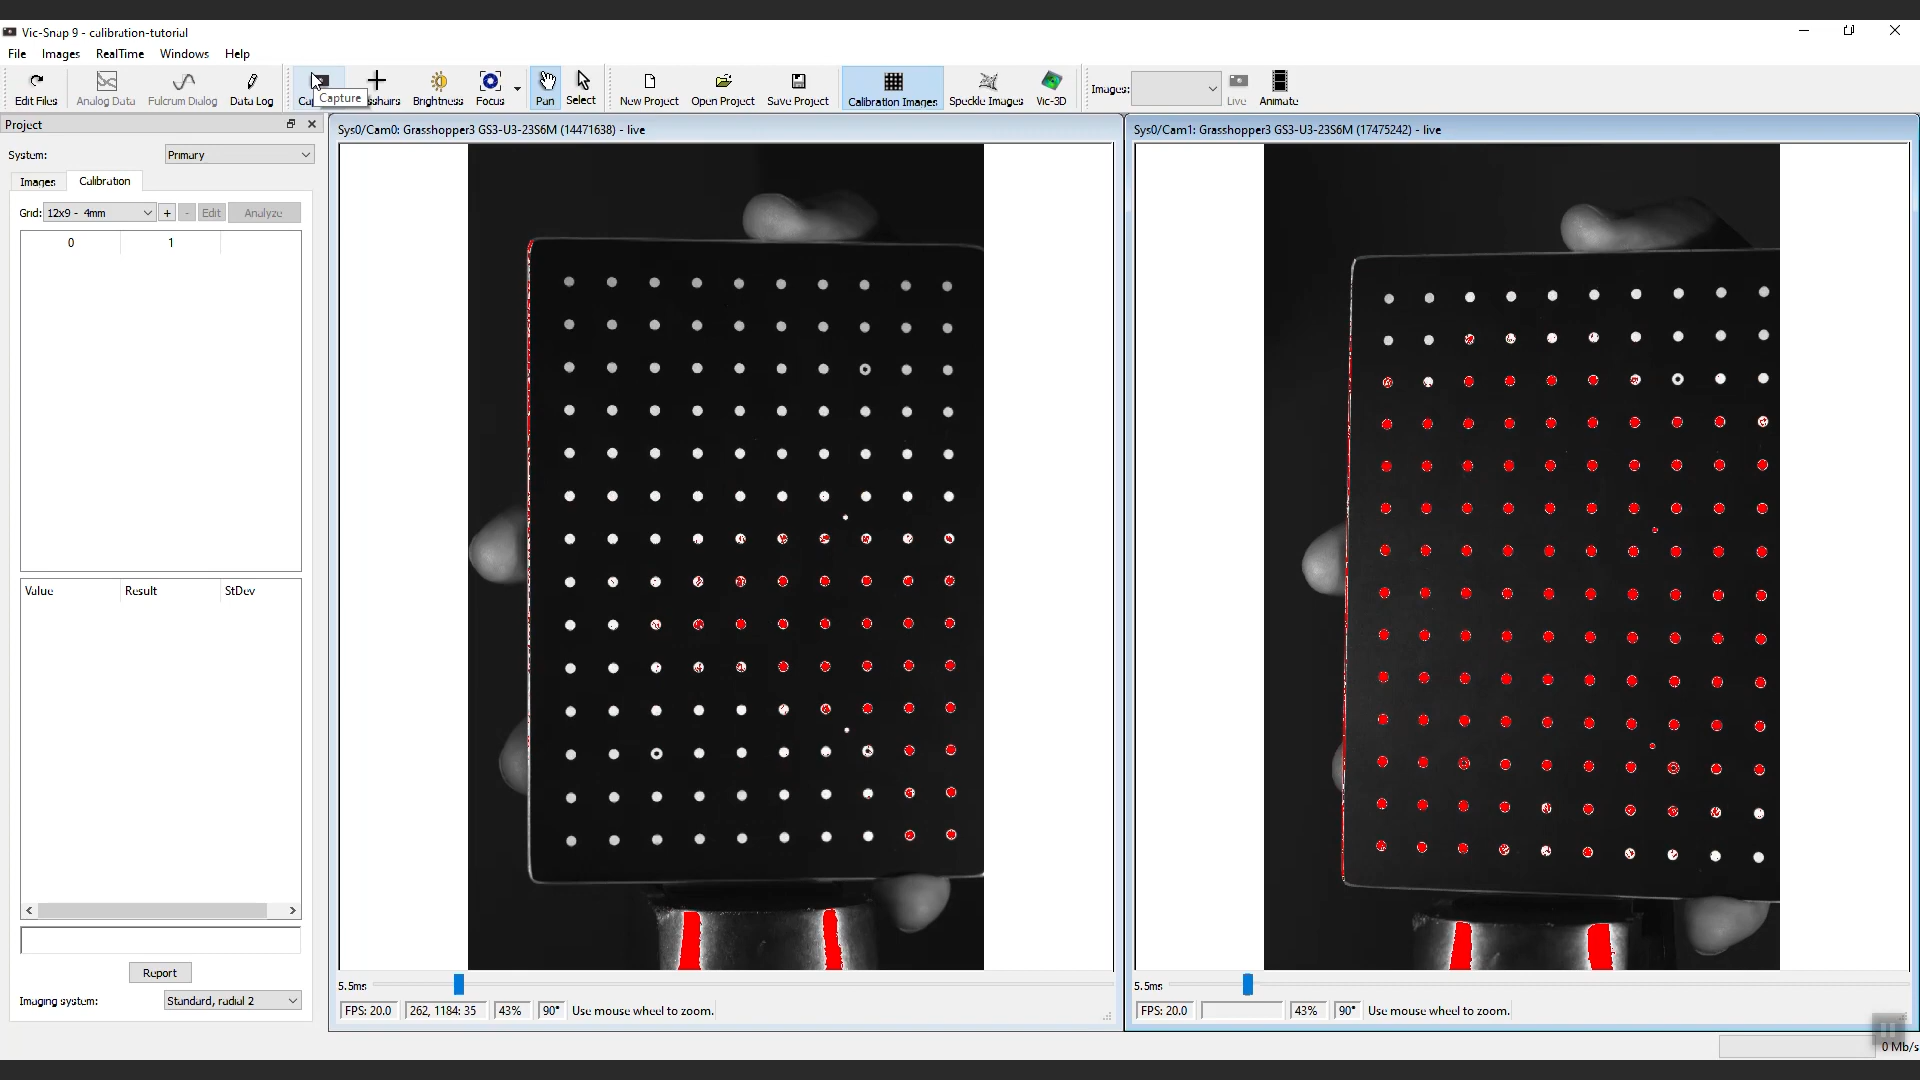 Vic-Snap 9 - calibration-tutorial
File Images RealTime Windows Help
Edit Files Analog Data Fulcrum Dialog Data Log Brightness Focus Pan Select New Project Open Project Save Project Calibration Images Speckle Images Vic-3D Images: Live Animate
Capture
Project
Sys0/Cam0: Grasshopper3 GS3-U3-23S6M (14471638) - live
Sys0/Cam1: Grasshopper3 GS3-U3-23S6M (17475242) - live
System: Primary
Images Calibration
Grid: 12x9 - 4mm + - Edit Analyze
0 1
Value Result StDev
Report
Imaging system: Standard, radial 2
5.5ms
FPS: 20.0 262, 1184: 35 43% 90° Use mouse wheel to zoom.
5.5ms
FPS: 20.0 43% 90° Use mouse wheel to zoom.
0 Mb/s